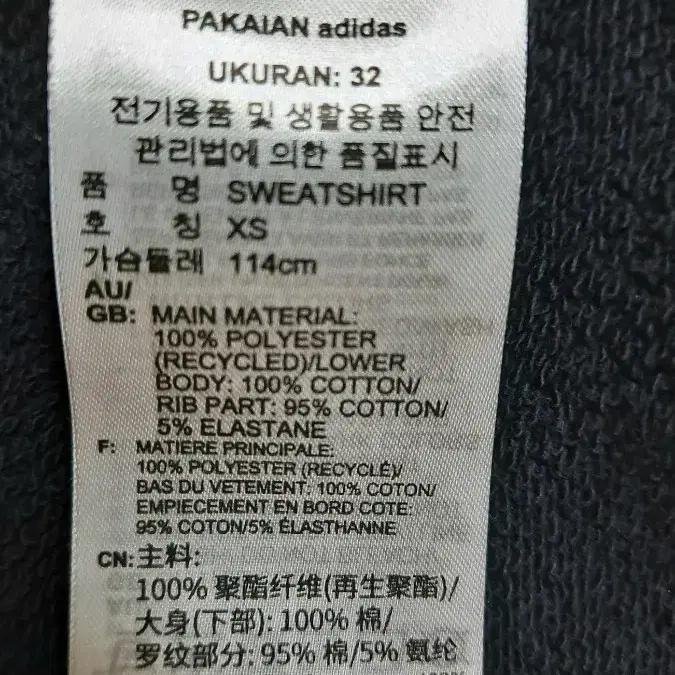 PAKAIAN adidas
UKURAN: 32
전기용품 및 생활용품 안전
관리법에 의한 품질표시
품 명 SWEATSHIRT
호 칭 XS
가슴둘레 114cm
AU/
GB: MAIN MATERIAL:
100% POLYESTER
(RECYCLED)/LOWER
BODY: 100% COTTON/
RIB PART: 95% COTTON/
5% ELASTANE
F: MATIERE PRINCIPALE:
100% POLYESTER (RECYCLÉ)/
BAS DU VETEMENT: 100% COTON/
EMPIECEMENT EN BORD COTE:
95% COTON/5% ÉLASTHANNE
CN: 主料:
100% 聚酯纤维(再生聚酯)/
大身(下部): 100% 棉/
罗纹部分: 95% 棉/5% 氨纶